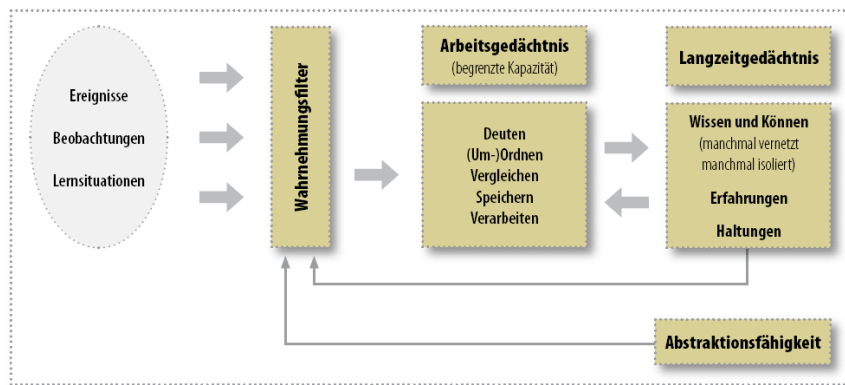 Ereignisse
Beobachtungen
Lernsituationen
Wahrnehmungsfilter
Arbeitsgedächtnis
(begrenzte Kapazität)
Deuten
(Um-)Ordnen
Vergleichen
Speichern
Verarbeiten
Langzeitgedächtnis
Wissen und Können
(manchmal vernetzt
manchmal isoliert)
Erfahrungen
Haltungen
Abstraktionsfähigkeit